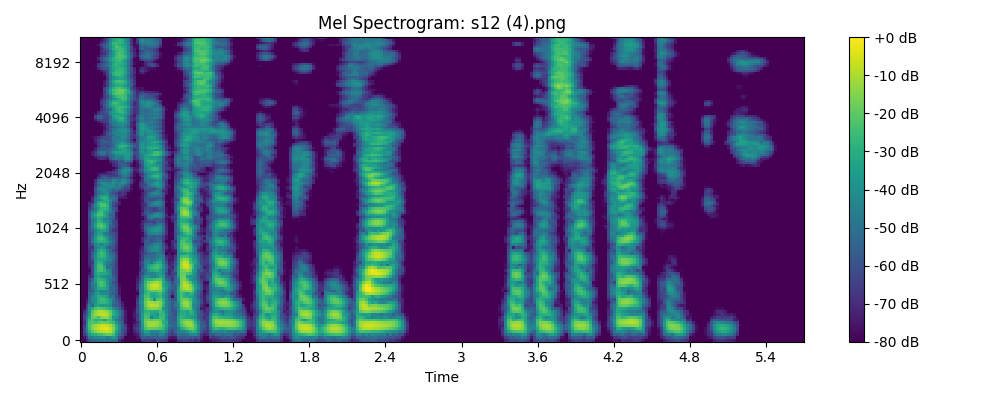 Mel Spectrogram: s12 (4).png
Hz
8192
4096
2048
1024
512
0
0 0.6 1.2 1.8 2.4 3 3.6 4.2 4.8 5.4
Time
+0 dB
-10 dB
-20 dB
-30 dB
-40 dB
-50 dB
-60 dB
-70 dB
-80 dB